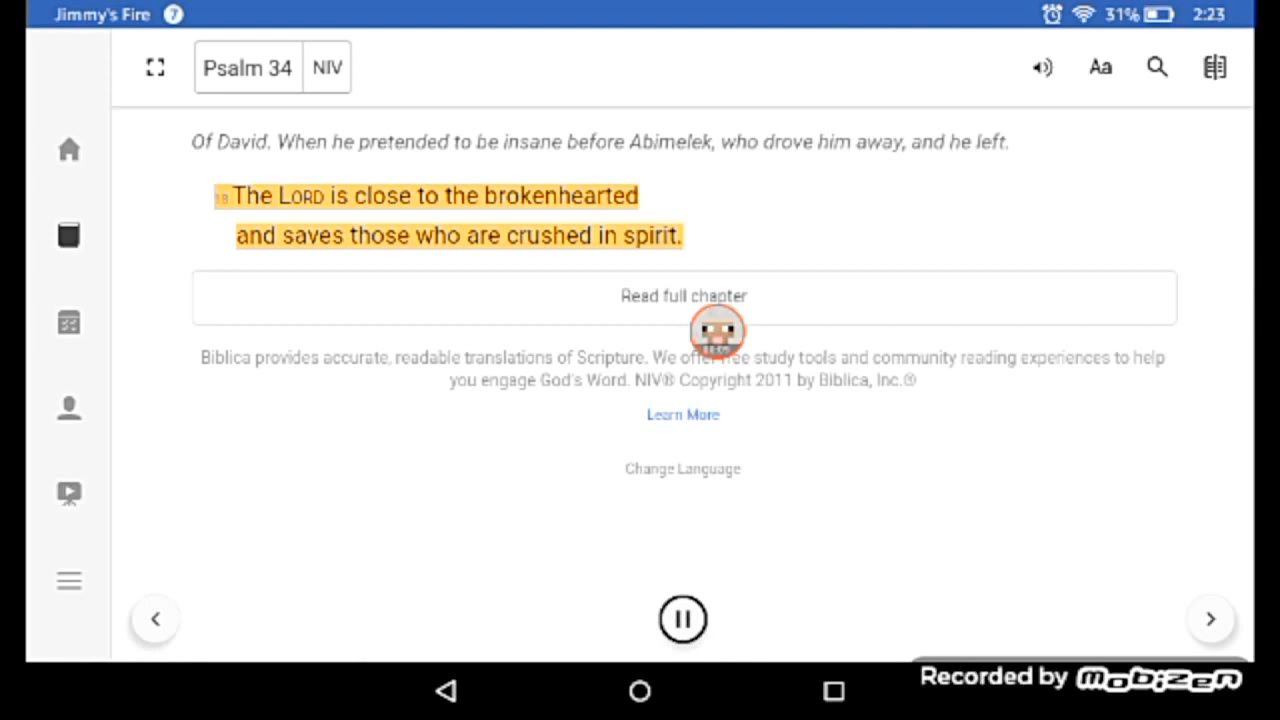 Jimmy's Fire 7 31% 2:23
Psalm 34 NIV Aa
Of David. When he pretended to be insane before Abimelek, who drove him away, and he left.
18 The LORD is close to the brokenhearted
and saves those who are crushed in spirit.
Read full chapter
Biblica provides accurate, readable translations of Scripture. We offer free study tools and community reading experiences to help
you engage God's Word. NIV® Copyright 2011 by Biblica, Inc.®
Learn More
Change Language
Recorded by mobizen